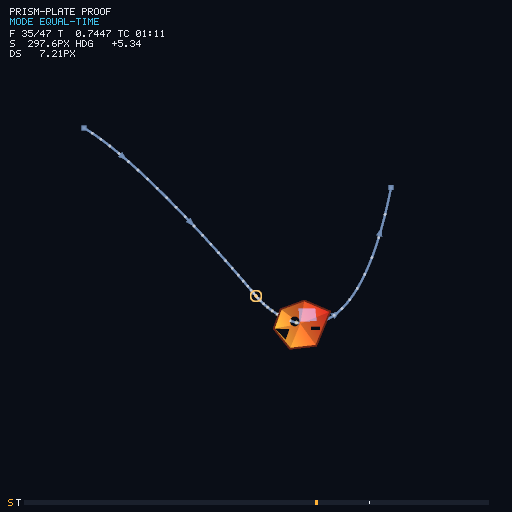 PRISM-PLATE PROOF
MODE EQUAL-TIME
F 35/47 T  0.7447 TC 01:11
S  297.6PX HDG   +5.34
DS   7.21PX
ST